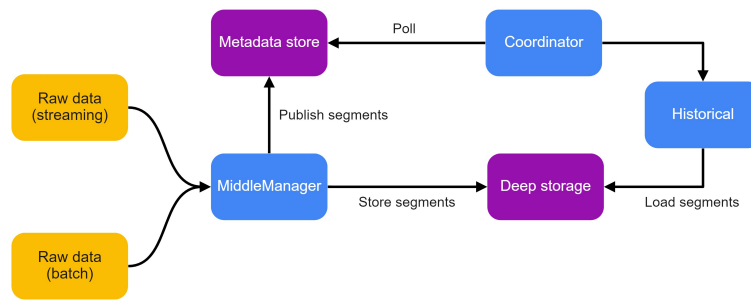 Metadata store
Poll
Coordinator
Raw data
(streaming)
Publish segments
Historical
MiddleManager
Store segments
Deep storage
Load segments
Raw data
(batch)